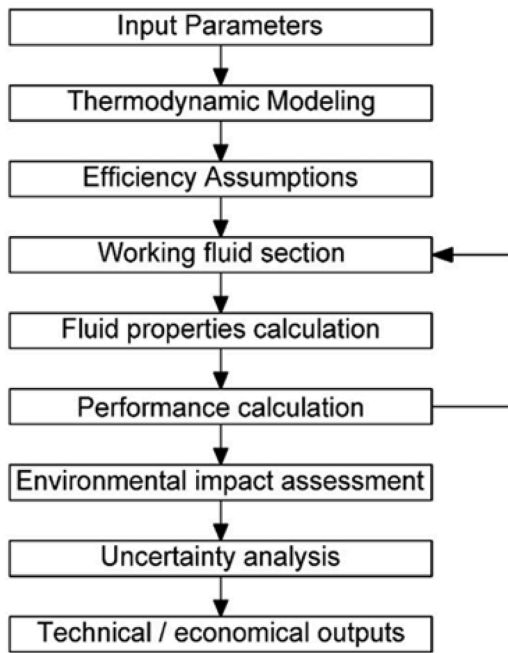 Input Parameters
Thermodynamic Modeling
Efficiency Assumptions
Working fluid section
Fluid properties calculation
Performance calculation
Environmental impact assessment
Uncertainty analysis
Technical / economical outputs